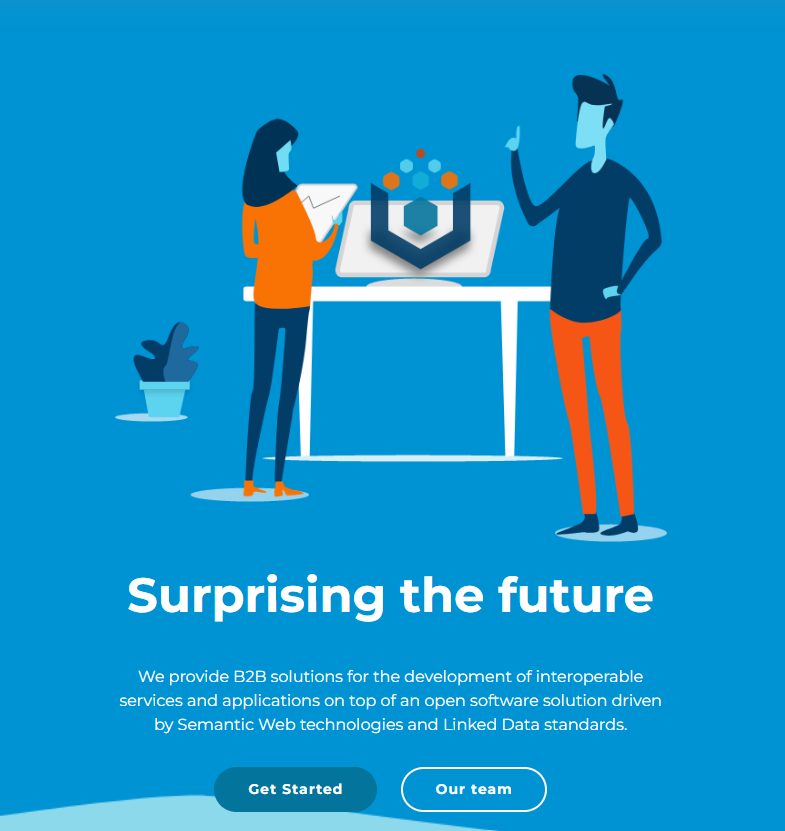 Surprising the future
We provide B2B solutions for the development of interoperable
services and applications on top of an open software solution driven
by Semantic Web technologies and Linked Data standards.
Get Started
Our team